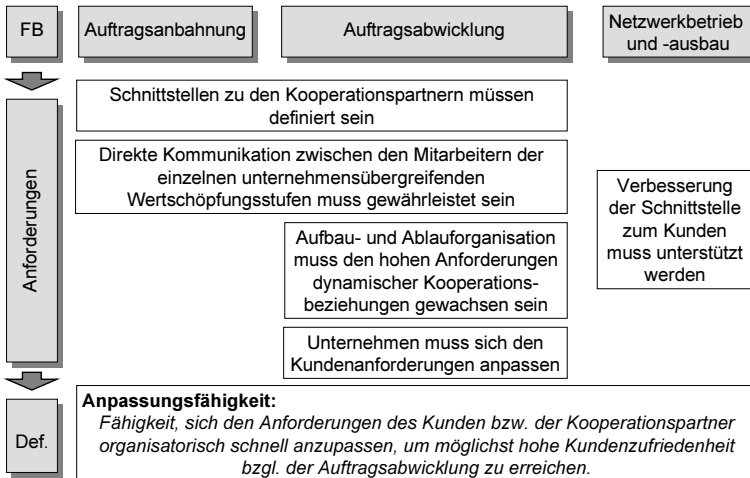 FB
Auftragsanbahnung
Auftragsabwicklung
Netzwerkbetrieb
und -ausbau
Anforderungen
Schnittstellen zu den Kooperationspartnern müssen
definiert sein
Direkte Kommunikation zwischen den Mitarbeitern der
einzelnen unternehmensübergreifenden
Wertschöpfungsstufen muss gewährleistet sein
Aufbau- und Ablauforganisation
muss den hohen Anforderungen
dynamischer Kooperations-
beziehungen gewachsen sein
Unternehmen muss sich den
Kundenanforderungen anpassen
Verbesserung
der Schnittstelle
zum Kunden
muss unterstützt
werden
Def.
Anpassungsfähigkeit:
Fähigkeit, sich den Anforderungen des Kunden bzw. der Kooperationspartner
organisatorisch schnell anzupassen, um möglichst hohe Kundenzufriedenheit
bzgl. der Auftragsabwicklung zu erreichen.